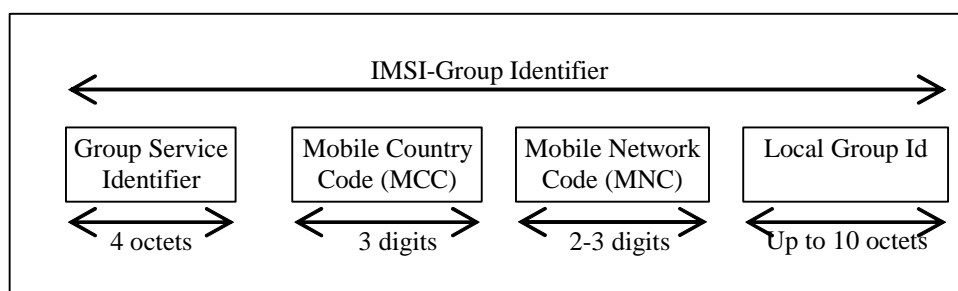 IMSI-Group Identifier
Group Service
Identifier
Mobile Country
Code (MCC)
Mobile Network
Code (MNC)
Local Group Id
4 octets
3 digits
2-3 digits
Up to 10 octets